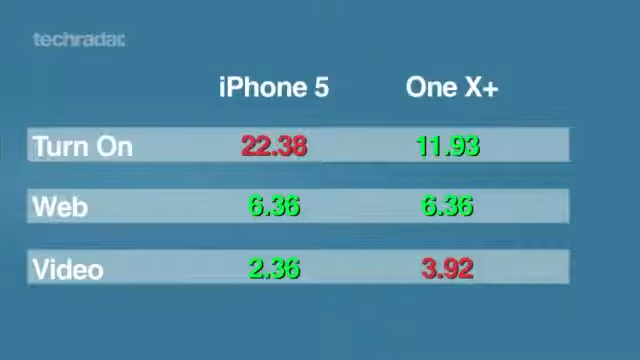 techradar.
iPhone 5 One X+
Turn On 22.38 11.93
Web 6.36 6.36
Video 2.36 3.92